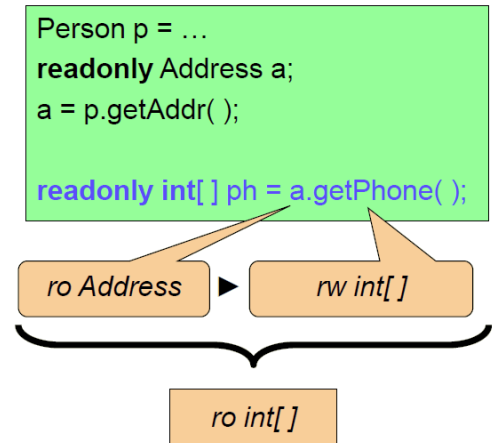 Person p = …
readonly Address a;
a = p.getAddr( );
readonly int[ ] ph = a.getPhone( );
ro Address ► rw int[ ]
ro int[ ]